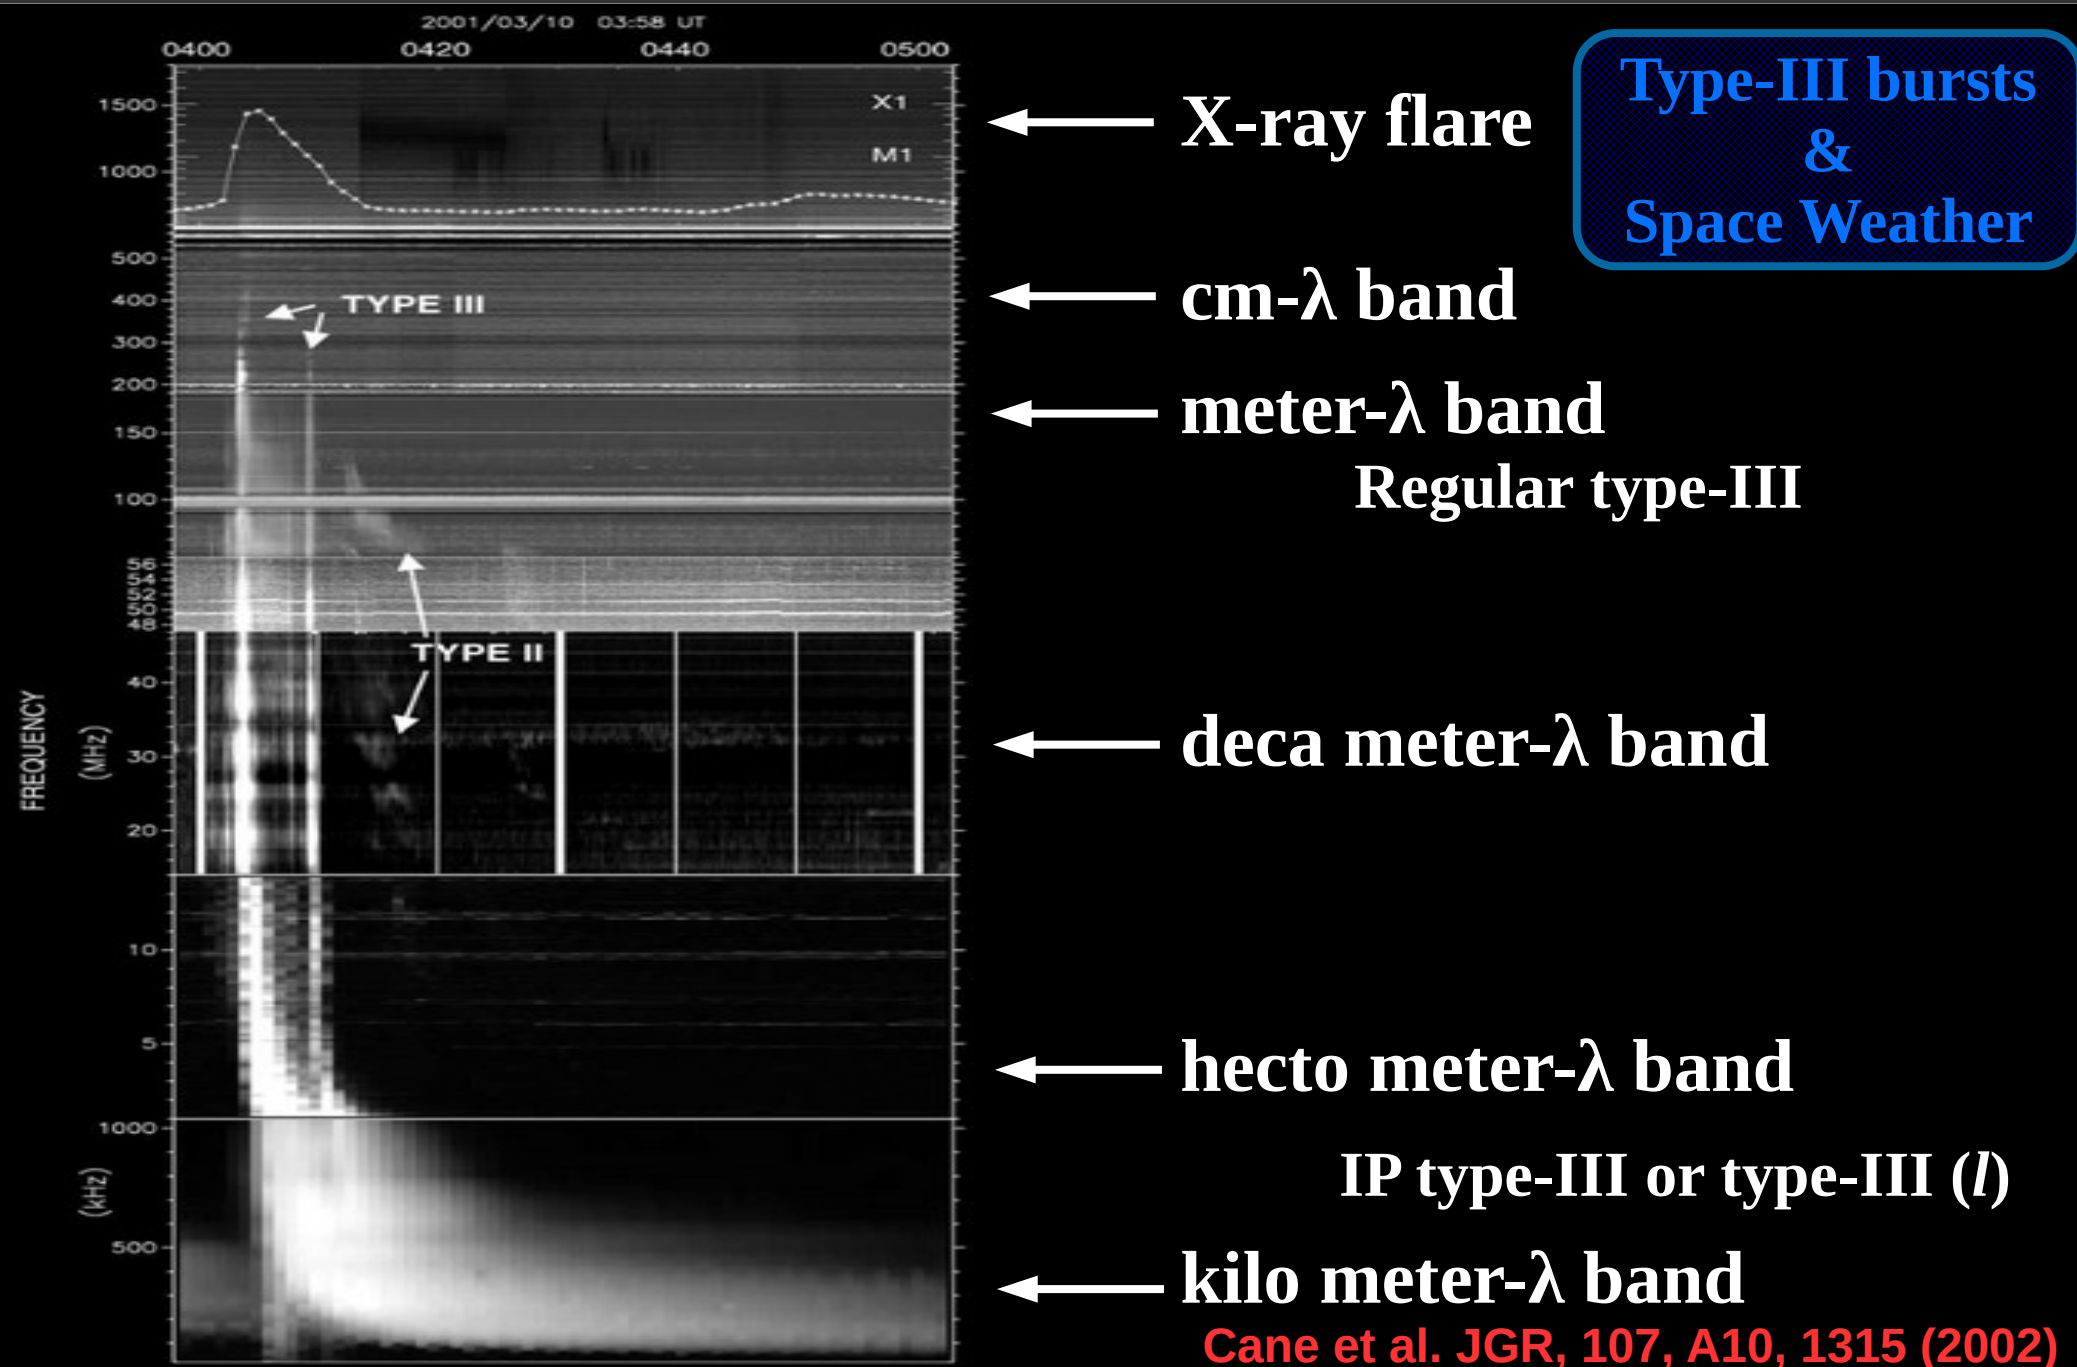 2001/03/10 03:58 UT
0400 0420 0440 0500
1500
X1
M1
1000
500
400
TYPE III
300
200
150
100
56
54
52
50
48
TYPE II
40
FREQUENCY
(MHz)
30
20
10
5
1000
(kHz)
500
X-ray flare
Type-III bursts
&
Space Weather
cm-λ band
meter-λ band
Regular type-III
deca meter-λ band
hecto meter-λ band
IP type-III or type-III (l)
kilo meter-λ band
Cane et al. JGR, 107, A10, 1315 (2002)